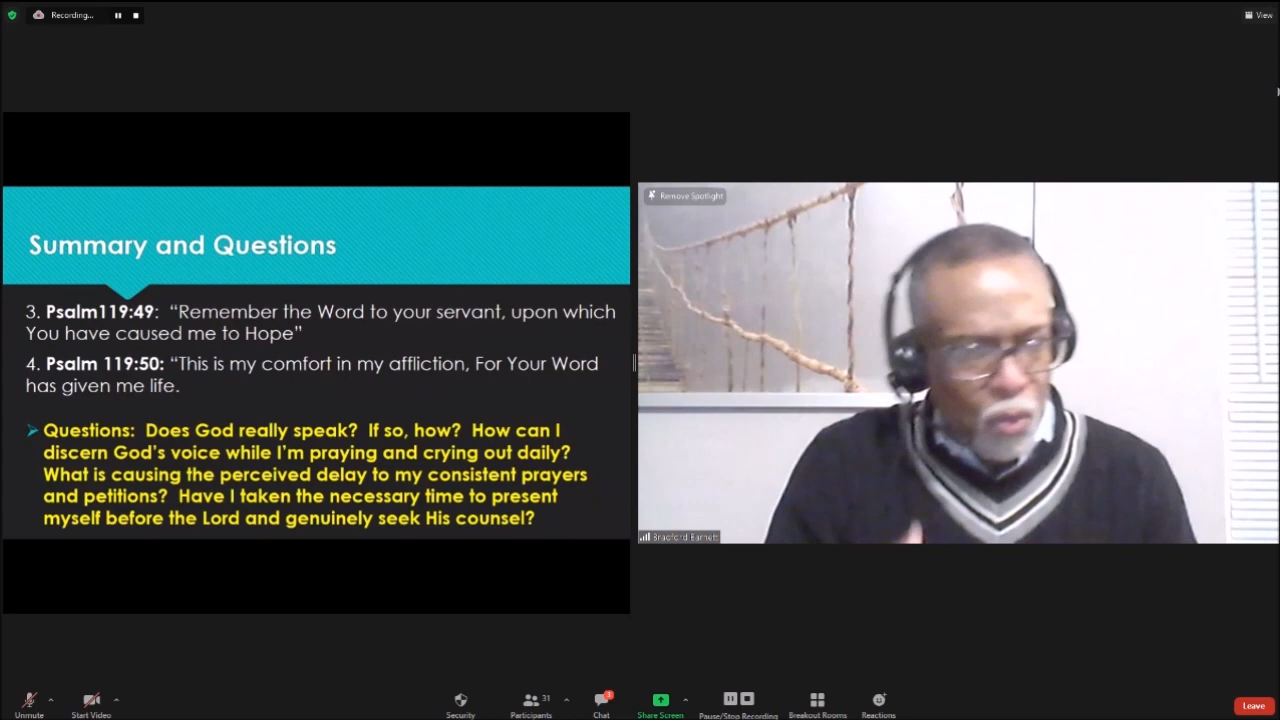 Recording...
View
Summary and Questions
3. Psalm119:49:  “Remember the Word to your servant, upon which
You have caused me to Hope”
4. Psalm 119:50: “This is my comfort in my affliction, For Your Word
has given me life.
Questions:  Does God really speak?  If so, how?  How can I
discern God’s voice while I’m praying and crying out daily?
What is causing the perceived delay to my consistent prayers
and petitions?  Have I taken the necessary time to present
myself before the Lord and genuinely seek His counsel?
Remove Spotlight
Bradford Barnett
Unmute
Start Video
Security
Participants
31
Chat
3
Share Screen
Pause/Stop Recording
Breakout Rooms
Reactions
Leave